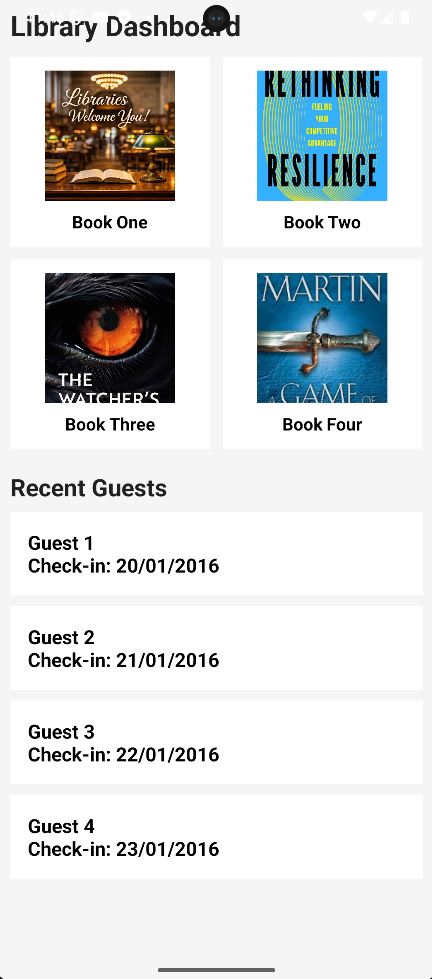 Library Dashboard
Libraries
Welcome You!
RETHINKING
FUELING
YOUR
COMPETITIVE
ADVANTAGE
RESILIENCE
Book One
Book Two
THE
WATCHER'S
MARTIN
A GAME OF
Book Three
Book Four
Recent Guests
Guest 1
Check-in: 20/01/2016
Guest 2
Check-in: 21/01/2016
Guest 3
Check-in: 22/01/2016
Guest 4
Check-in: 23/01/2016